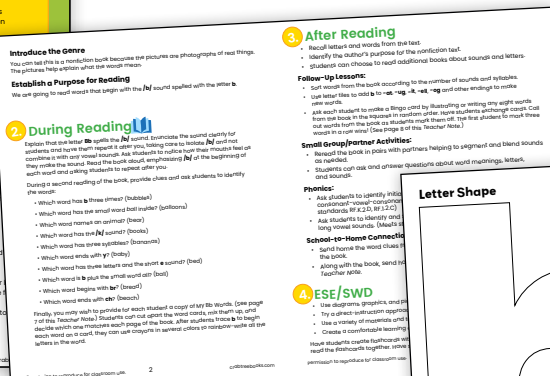 Introduce the Genre
You can tell this is a nonfiction book because the pictures are photographs of real things.
The pictures help explain what the words mean.
Establish a Purpose for Reading
We are going to read words that begin with the /b/ sound spelled with the letter b.
2. During Reading
Explain that the letter Bb spells the /b/ sound. Enunciate the sound clearly for
students and have them repeat it after you, taking care to isolate /b/ and not
combine it with any vowel sounds. Ask students to notice how their mouths feel as
they make the sound. Read the book aloud, emphasizing /b/ at the beginning of
each word and asking students to repeat after you.
During a second reading of the book, provide clues and ask students to identify
the words:
• Which word has b three times? (bubbles)
• Which word has the small word ball inside? (balloons)
• Which word names an animal? (bear)
• Which word has the /k/ sound? (books)
• Which word has three syllables? (bananas)
• Which word ends with y? (baby)
• Which word has three letters and the short e sound? (bed)
• Which word is b plus the small word all? (ball)
• Which word begins with br? (bread)
• Which word ends with ch? (beach)
Finally, you may wish to provide for each student a copy of My Bb Words. (see page
7 of this Teacher Note.) Students can cut apart the word cards, mix them up, and
decide which one matches each page of the book. After students trace b to begin
each word on a card, they can use crayons in several colors to rainbow-write all the
letters in the word.
to reproduce for classroom use.
2
crabtreebooks.com
3. After Reading
• Recall letters and words from the text.
• Identify the author's purpose for the nonfiction text.
• Students can choose to read additional books about sounds and letters.
Follow-Up Lessons:
• Sort words from the book according to the number of sounds and syllables.
• Use letter tiles to add b to -at, -ug, -it, -ell, -og and other endings to make
new words.
• Ask each student to make a Bingo card by illustrating or writing any eight words
from the book in the squares in random order. Have students exchange cards. Call
out words from the book as students mark them off. The first student to mark three
words in a row wins! (See page 8 of this Teacher Note.)
Small Group/Partner Activities:
• Reread the book in pairs with partners helping to segment and blend sounds
as needed.
• Students can ask and answer questions about word meanings, letters,
and sounds.
Phonics:
• Ask students to identify initia
consonant-vowel-consonan
standards RF.K.2.D, RF.1.2.C)
• Ask students to identify and
long vowel sounds. (Meets s
School-to-Home Connectio
• Send home the word clues f
the book.
• Along with the book, send ho
Teacher Note.
4. ESE/SWD
• Use diagrams, graphics, and pi
• Try a direct-instruction approa
• Use a variety of materials and
• Create a comfortable learning
Have students create flashcards wit
read the flashcards together. Have s
permission to reproduce for classroom use
Letter Shape